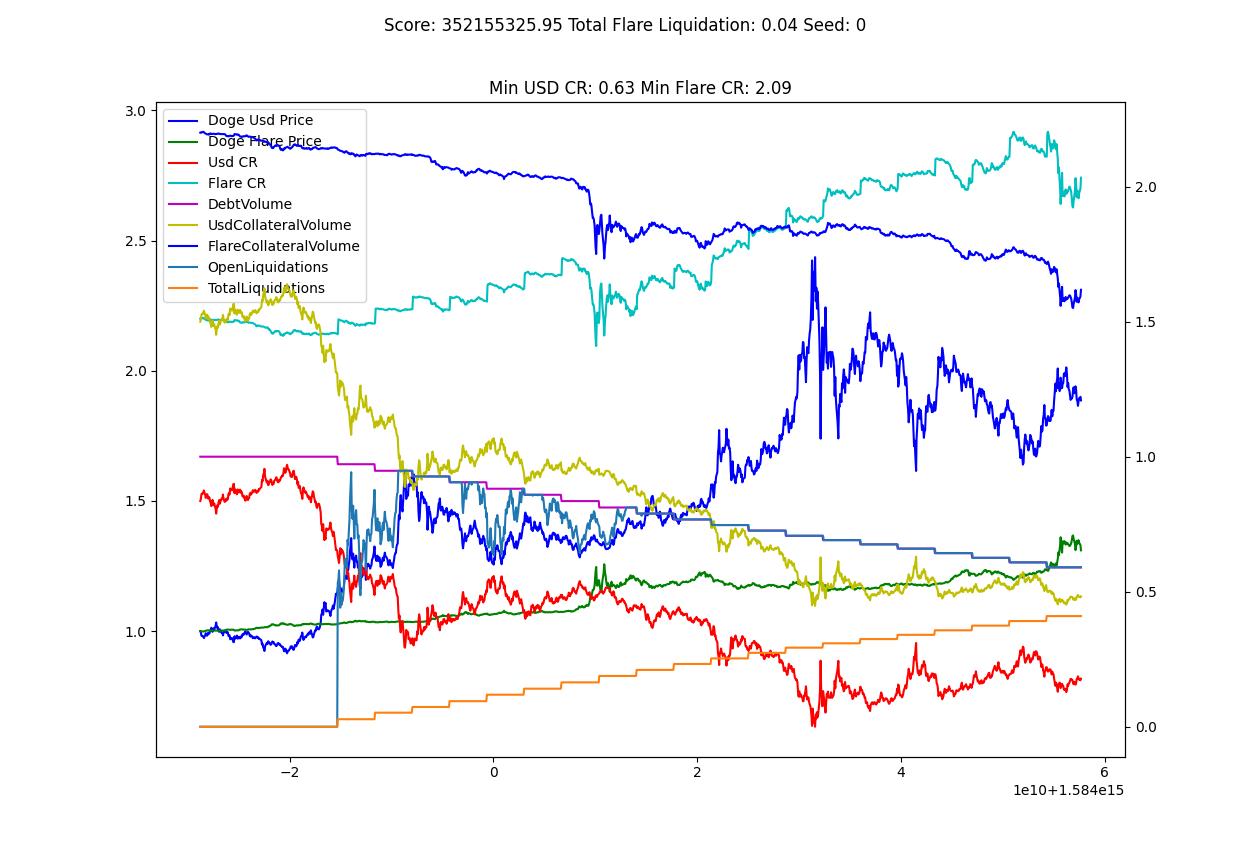 Score: 352155325.95 Total Flare Liquidation: 0.04 Seed: 0
Min USD CR: 0.63 Min Flare CR: 2.09
3.0
2.5
2.0
1.5
1.0
Doge Usd Price
Doge Flare Price
Usd CR
Flare CR
DebtVolume
UsdCollateralVolume
FlareCollateralVolume
OpenLiquidations
TotalLiquidations
2.0
1.5
1.0
0.5
0.0
−2
0
2
4
6
1e10+1.584e15